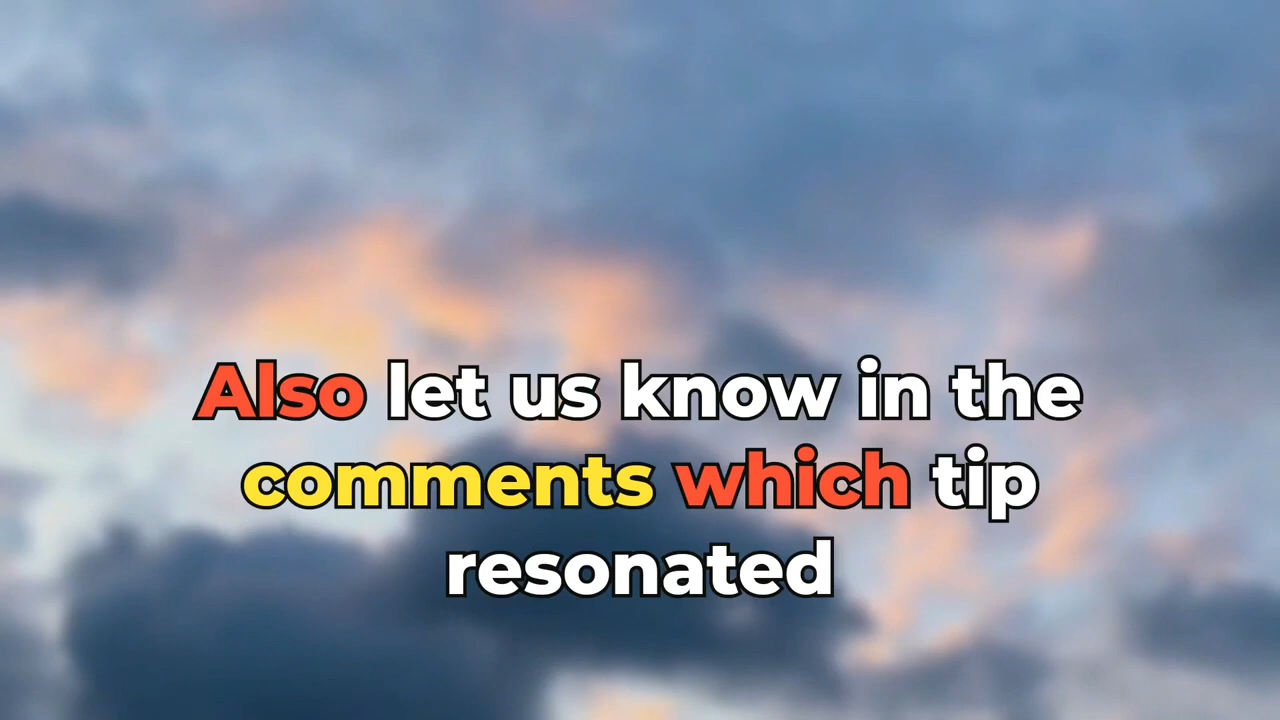 Also let us know in the
comments which tip
resonated